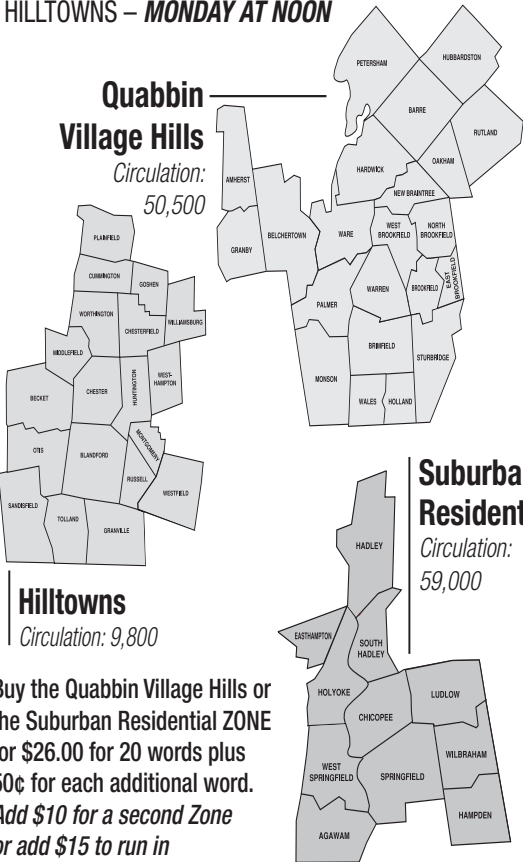 HILLTOWNS – MONDAY AT NOON
Quabbin
Village Hills
Circulation:
50,500
PETERSHAM
HUBBARDSTON
BARRE
RUTLAND
OAKHAM
HARDWICK
NEW BRAINTREE
AMHERST
GRANBY
BELCHERTOWN
WARE
WEST
BROOKFIELD
NORTH
BROOKFIELD
EAST
BROOKFIELD
BROOKFIELD
WARREN
PALMER
BRIMFIELD
STURBRIDGE
MONSON
WALES
HOLLAND
PLAINFIELD
CUMMINGTON
GOSHEN
WORTHINGTON
CHESTERFIELD
WILLIAMSBURG
MIDDLEFIELD
WEST-
HAMPTON
HUNTINGTON
CHESTER
BECKET
MONTGOMERY
OTIS
BLANDFORD
RUSSELL
WESTFIELD
SANDISFIELD
TOLLAND
GRANVILLE
Hilltowns
Circulation: 9,800
Suburba
Resident
Circulation:
59,000
HADLEY
EASTHAMPTON
SOUTH
HADLEY
HOLYOKE
LUDLOW
CHICOPEE
WEST
SPRINGFIELD
SPRINGFIELD
WILBRAHAM
HAMPDEN
AGAWAM
Buy the Quabbin Village Hills or
the Suburban Residential ZONE
for $26.00 for 20 words plus
50¢ for each additional word.
Add $10 for a second Zone
or add $15 to run in